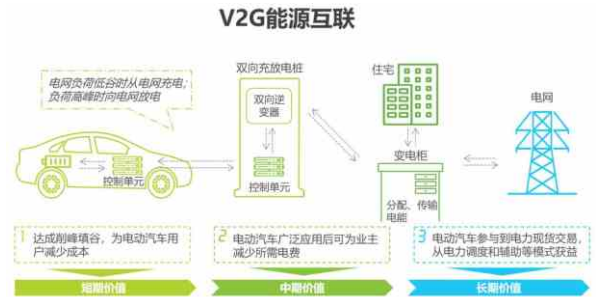 V2G能源互联
电网负荷低谷时从电网充电;
负荷高峰时向电网放电
双向充放电桩
双向逆
变器
控制单元
控制单元
住宅
变电柜
分配、传输
电能
电网
1 达成削峰填谷，为电动汽车用
户减少成本
2 电动汽车广泛应用后可为业主
减少所需电费
3 电动汽车参与到电力现货交易，
从电力调度和辅助等模式获益
短期价值
中期价值
长期价值